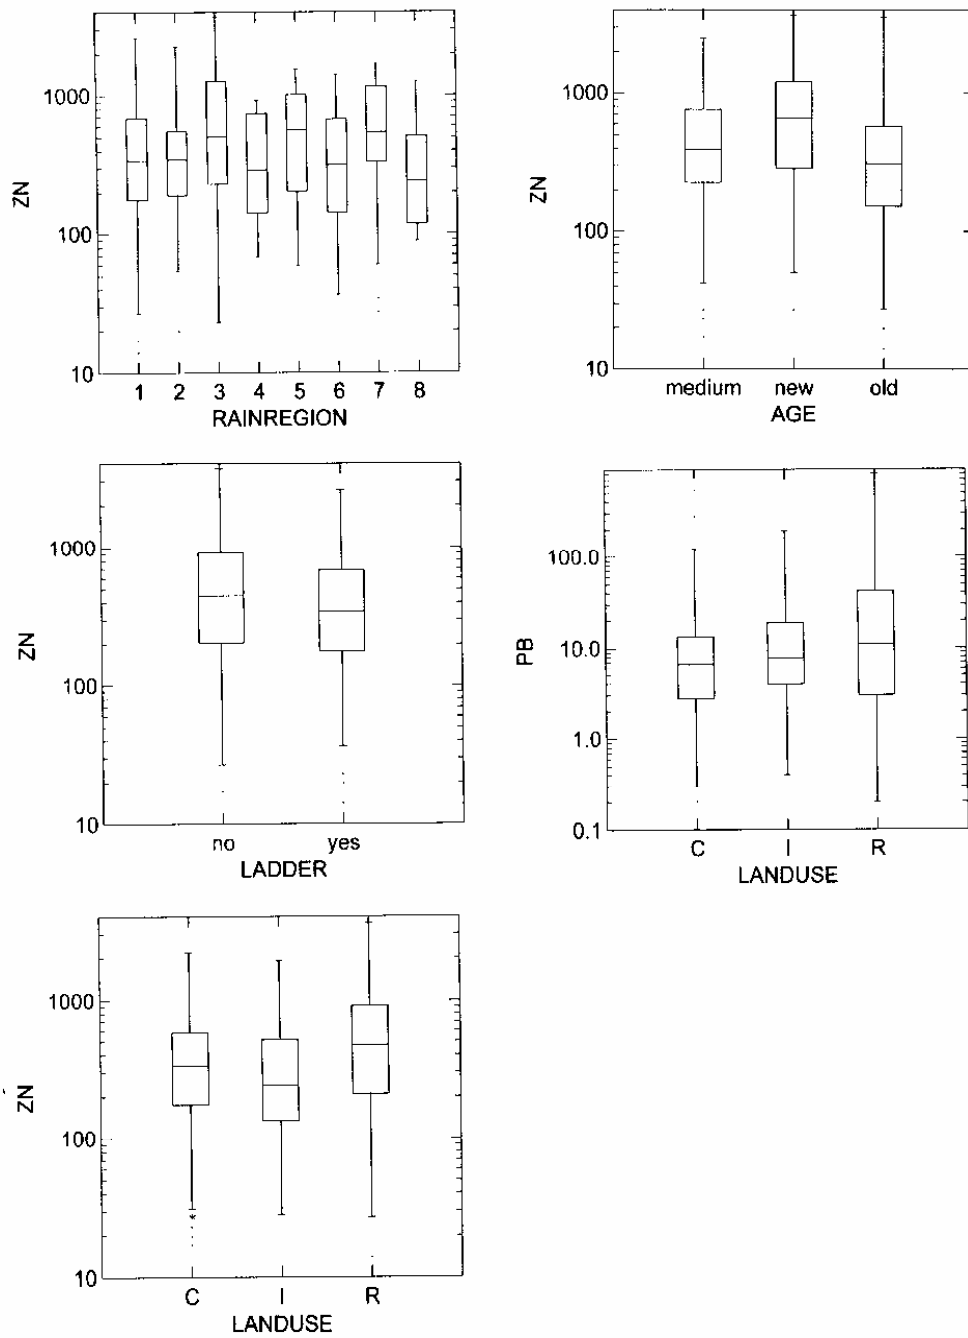 ZN
1000
100
10
1 2 3 4 5 6 7 8
RAINREGION
ZN
1000
100
10
medium new old
AGE
ZN
1000
100
10
no yes
LADDER
PB
100.0
10.0
1.0
0.1
C I R
LANDUSE
ZN
1000
100
10
C I R
LANDUSE